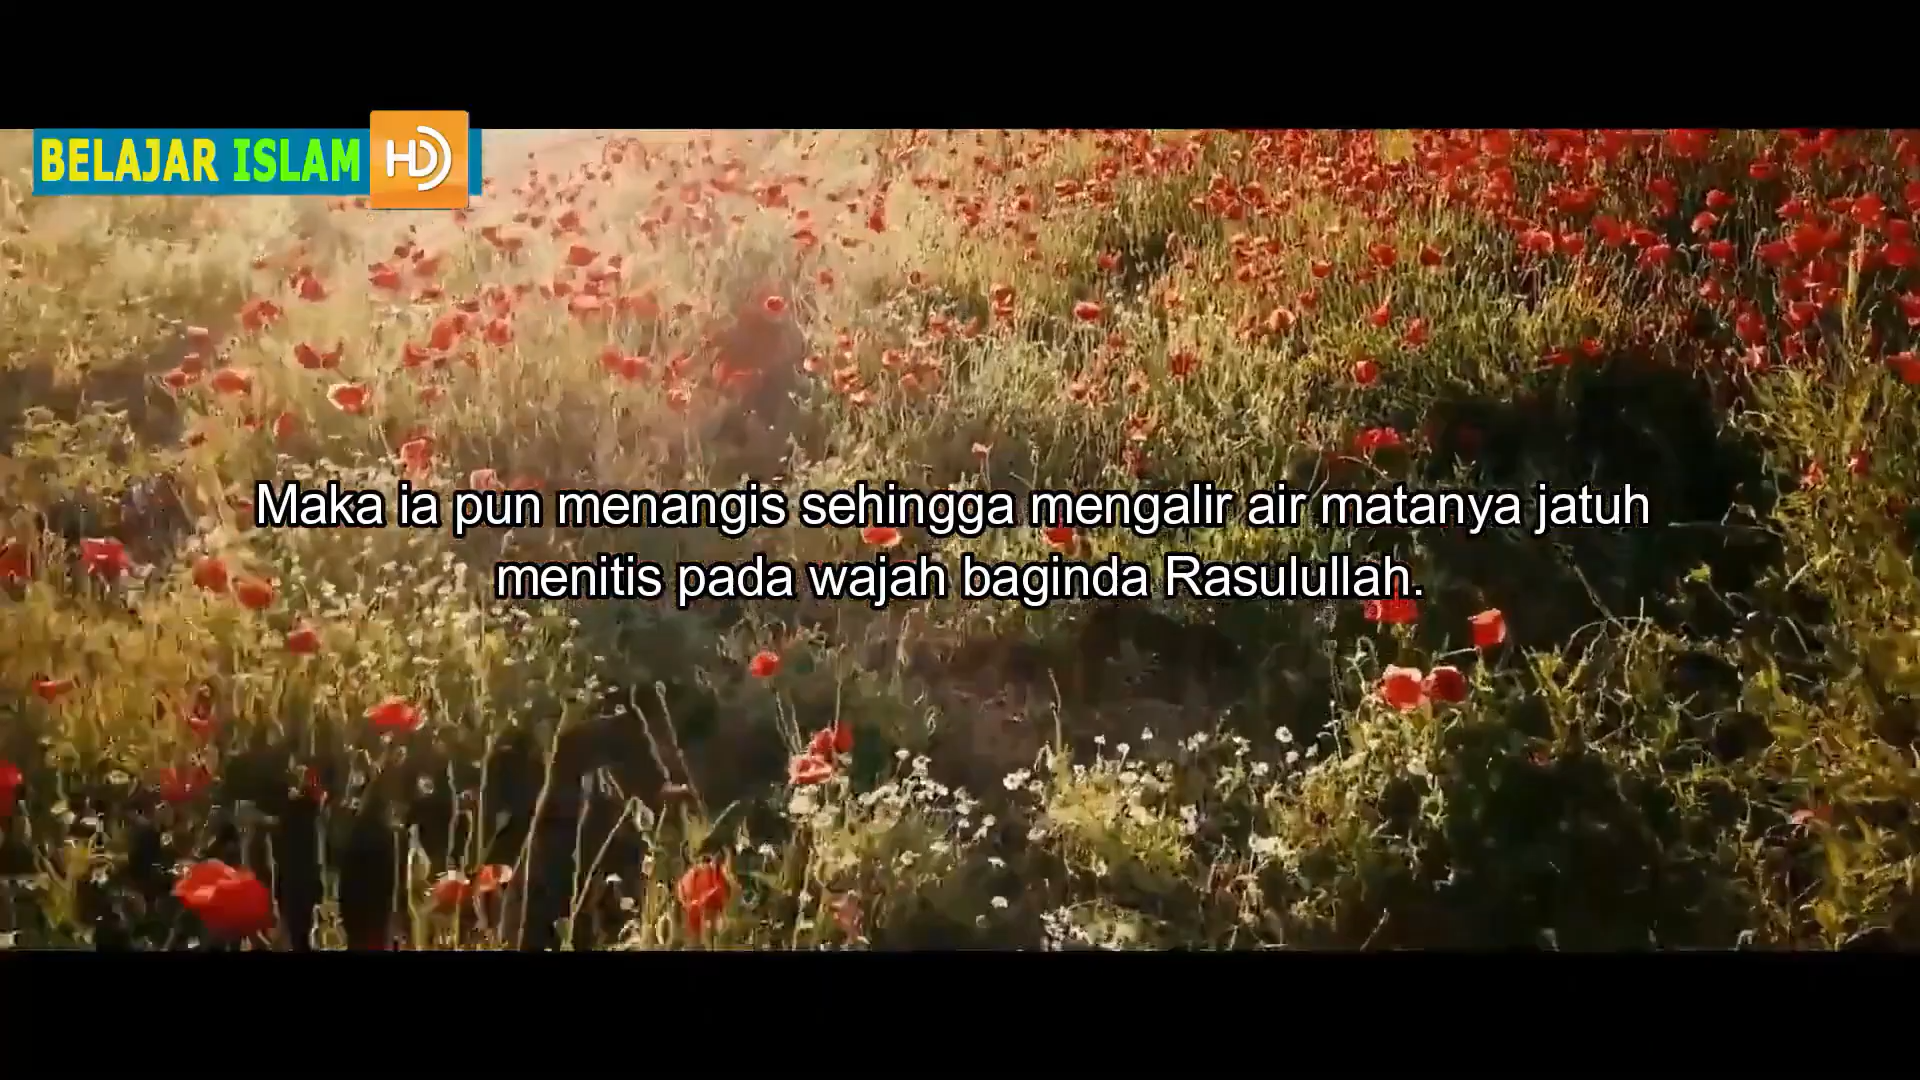 BELAJAR ISLAM HD
Maka ia pun menangis sehingga mengalir air matanya jatuh
menitis pada wajah baginda Rasulullah.